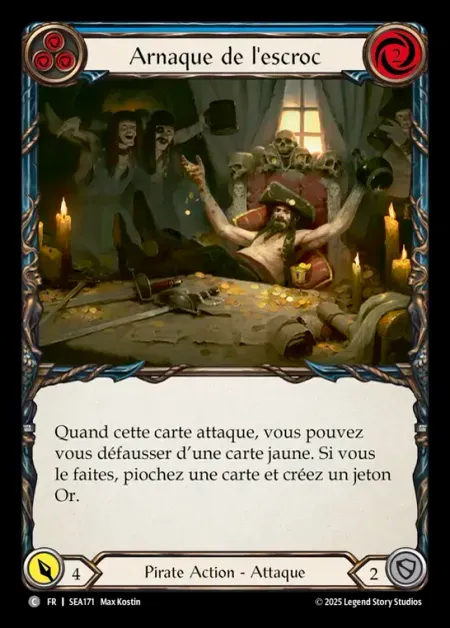 Arnaque de l'escroc
2
Quand cette carte attaque, vous pouvez
vous défausser d'une carte jaune. Si vous
le faites, piochez une carte et créez un jeton
Or.
4
Pirate Action - Attaque
2
C FR | SEA171 Max Kostin
© 2025 Legend Story Studios